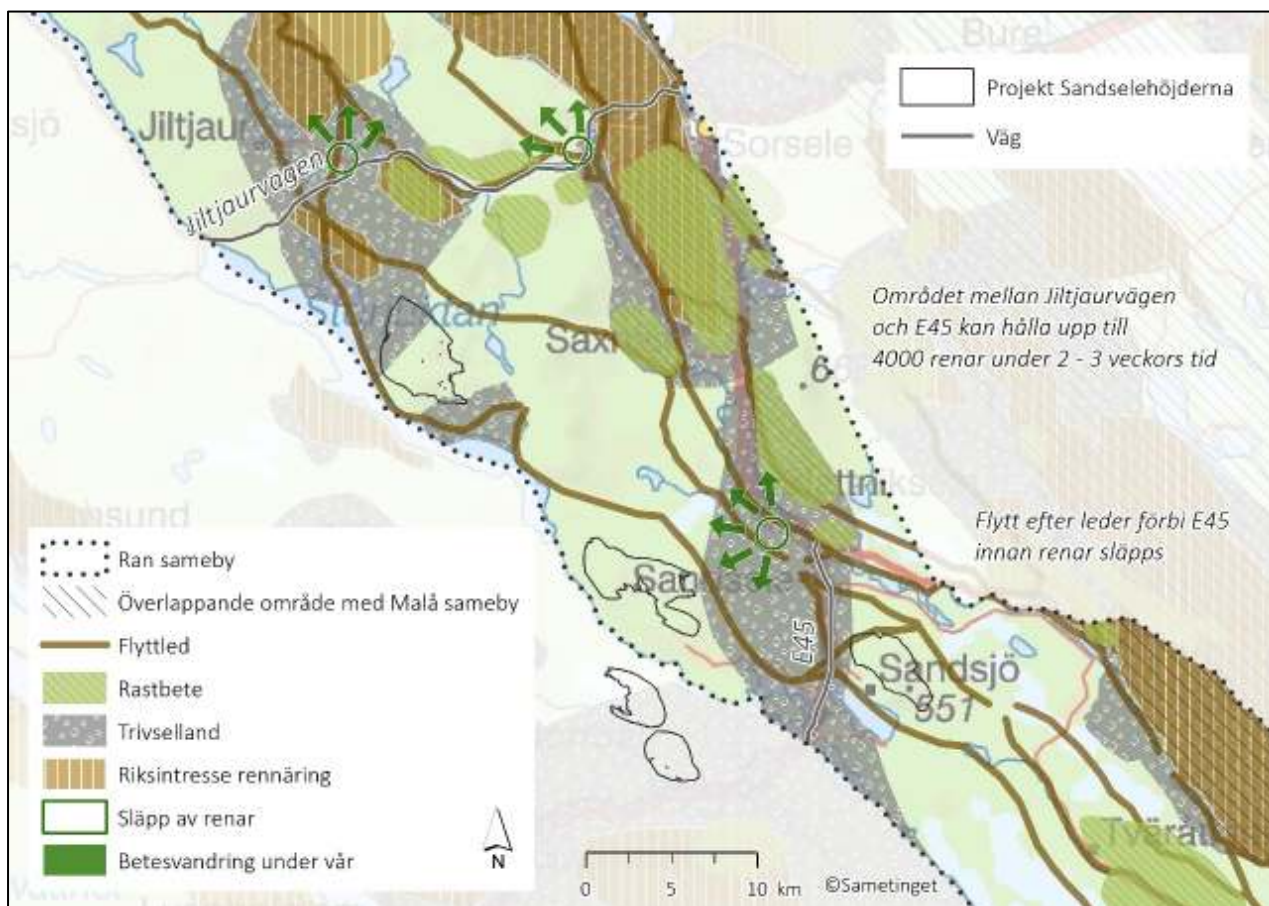 Bure
Projekt Sandselehöjderna
Väg
Jiltjaur
Jiltjaurvägen
Sorsele
Området mellan Jiltjaurvägen
och E45 kan hålla upp till
4000 renar under 2 - 3 veckors tid
Flytt efter leder förbi E45
innan renar släpps
E45
Sandsjö
551
Ran sameby
Överlappande område med Malå sameby
Flyttled
Rastbete
Trivselland
Riksintresse rennäring
Släpp av renar
Betesvandring under vår
N
0 5 10 km
©Sametinget